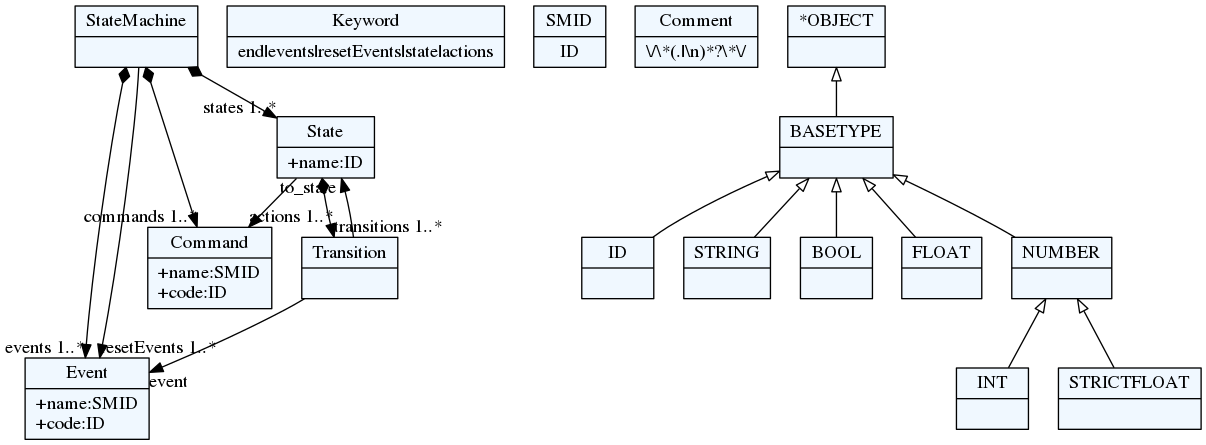 StateMachine
Keyword
end|events|resetEvents|state|actions
SMID
ID
Comment
\/\*(.|\n)*?\*\/
*OBJECT
states 1..*
State
+name:ID
BASETYPE
to_state
commands 1..*
actions 1..*
transitions 1..*
Command
+name:SMID
+code:ID
Transition
ID
STRING
BOOL
FLOAT
NUMBER
events 1..*
resetEvents 1..*
Event
+name:SMID
+code:ID
event
INT
STRICTFLOAT